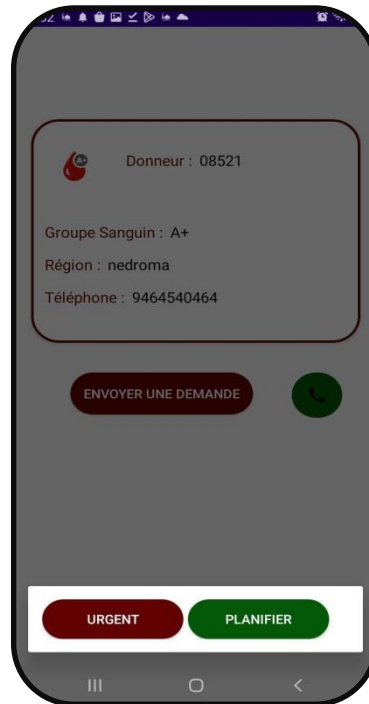 A+
Donneur : 08521
Groupe Sanguin : A+
Région : nedroma
Téléphone : 9464540464
ENVOYER UNE DEMANDE
URGENT
PLANIFIER